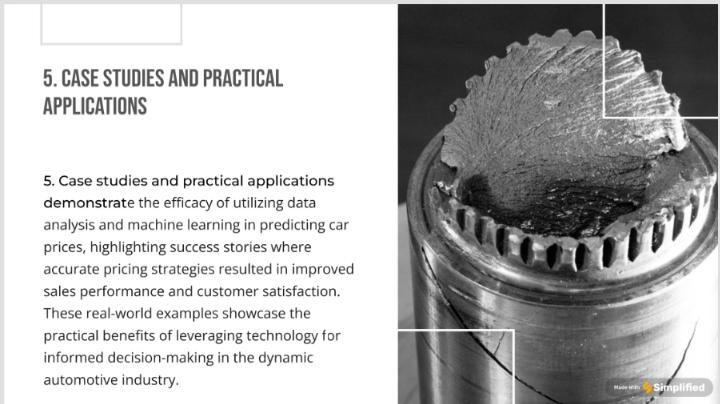 5. CASE STUDIES AND PRACTICAL
APPLICATIONS
5. Case studies and practical applications
demonstrate the efficacy of utilizing data
analysis and machine learning in predicting car
prices, highlighting success stories where
accurate pricing strategies resulted in improved
sales performance and customer satisfaction.
These real-world examples showcase the
practical benefits of leveraging technology for
informed decision-making in the dynamic
automotive industry.
Made With Simplified